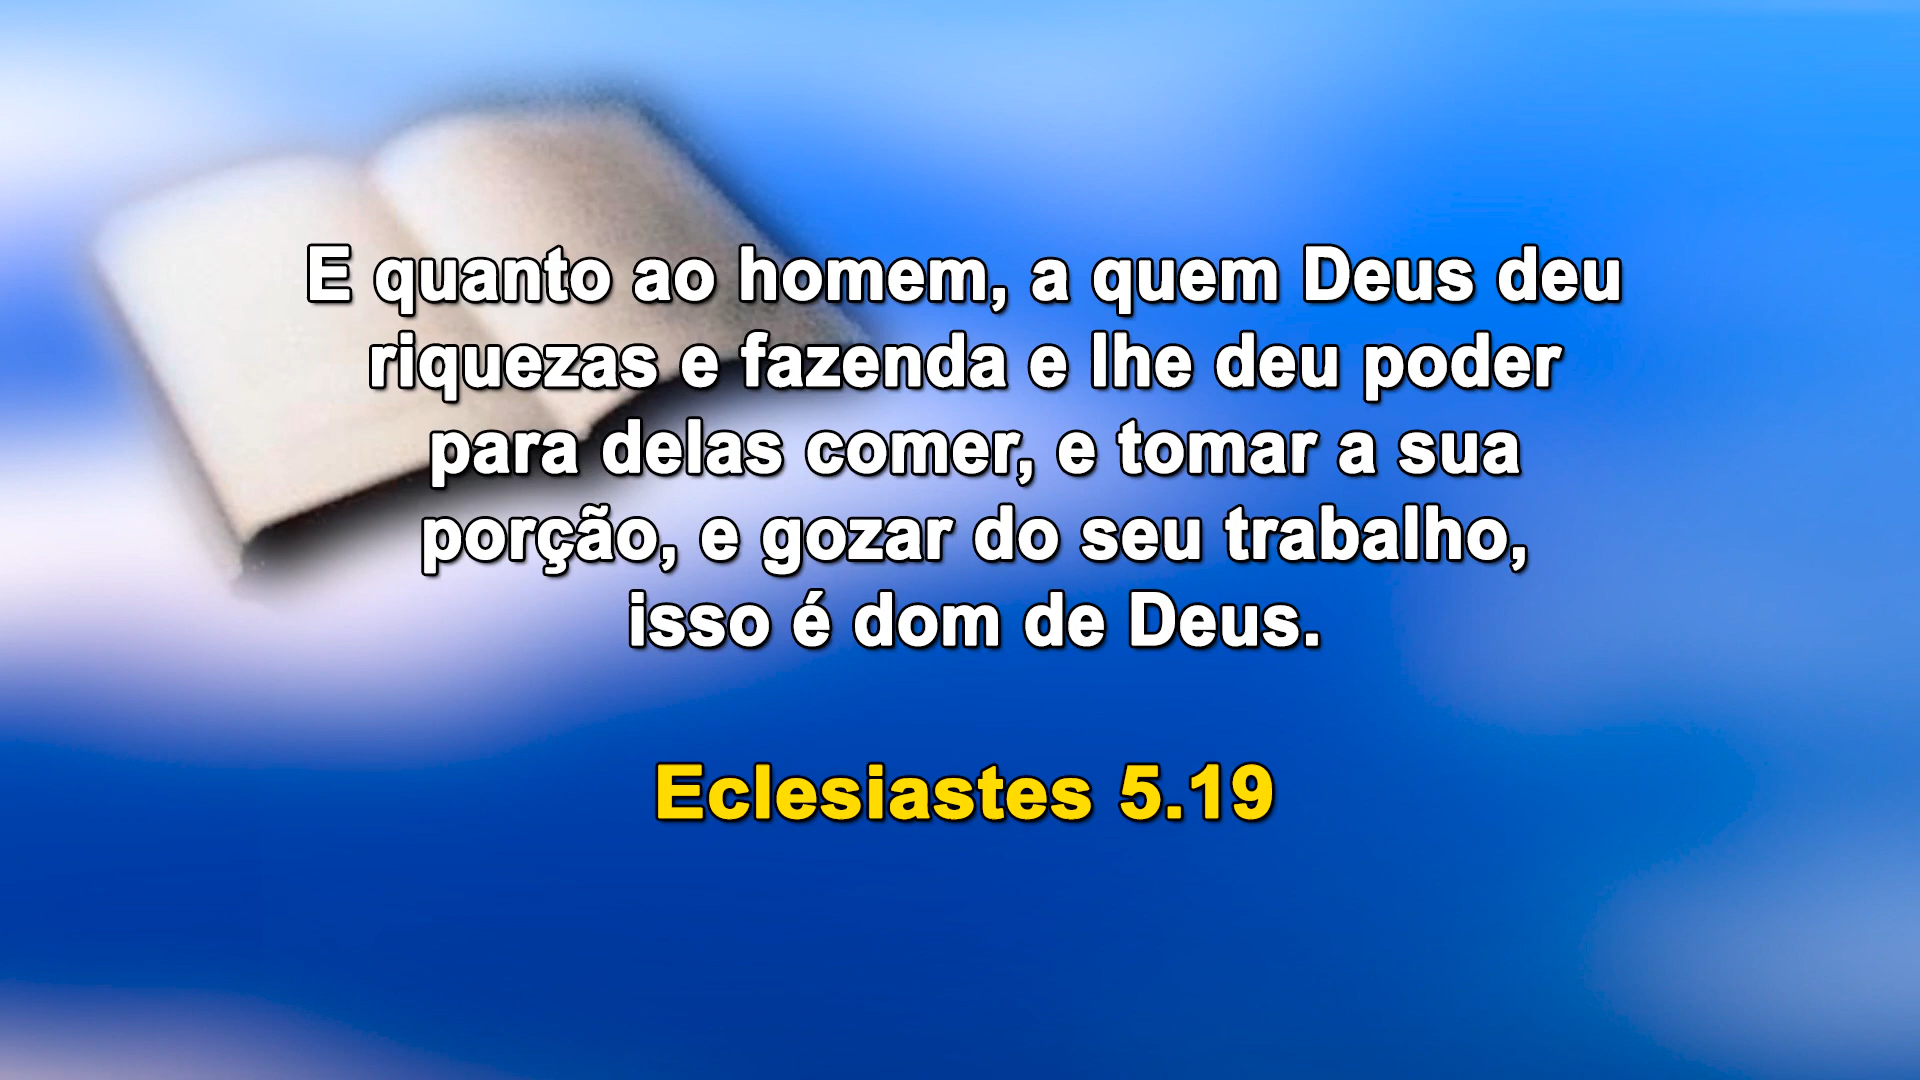 E quanto ao homem, a quem Deus deu
riquezas e fazenda e lhe deu poder
para delas comer, e tomar a sua
porção, e gozar do seu trabalho,
isso é dom de Deus.
Eclesiastes 5.19